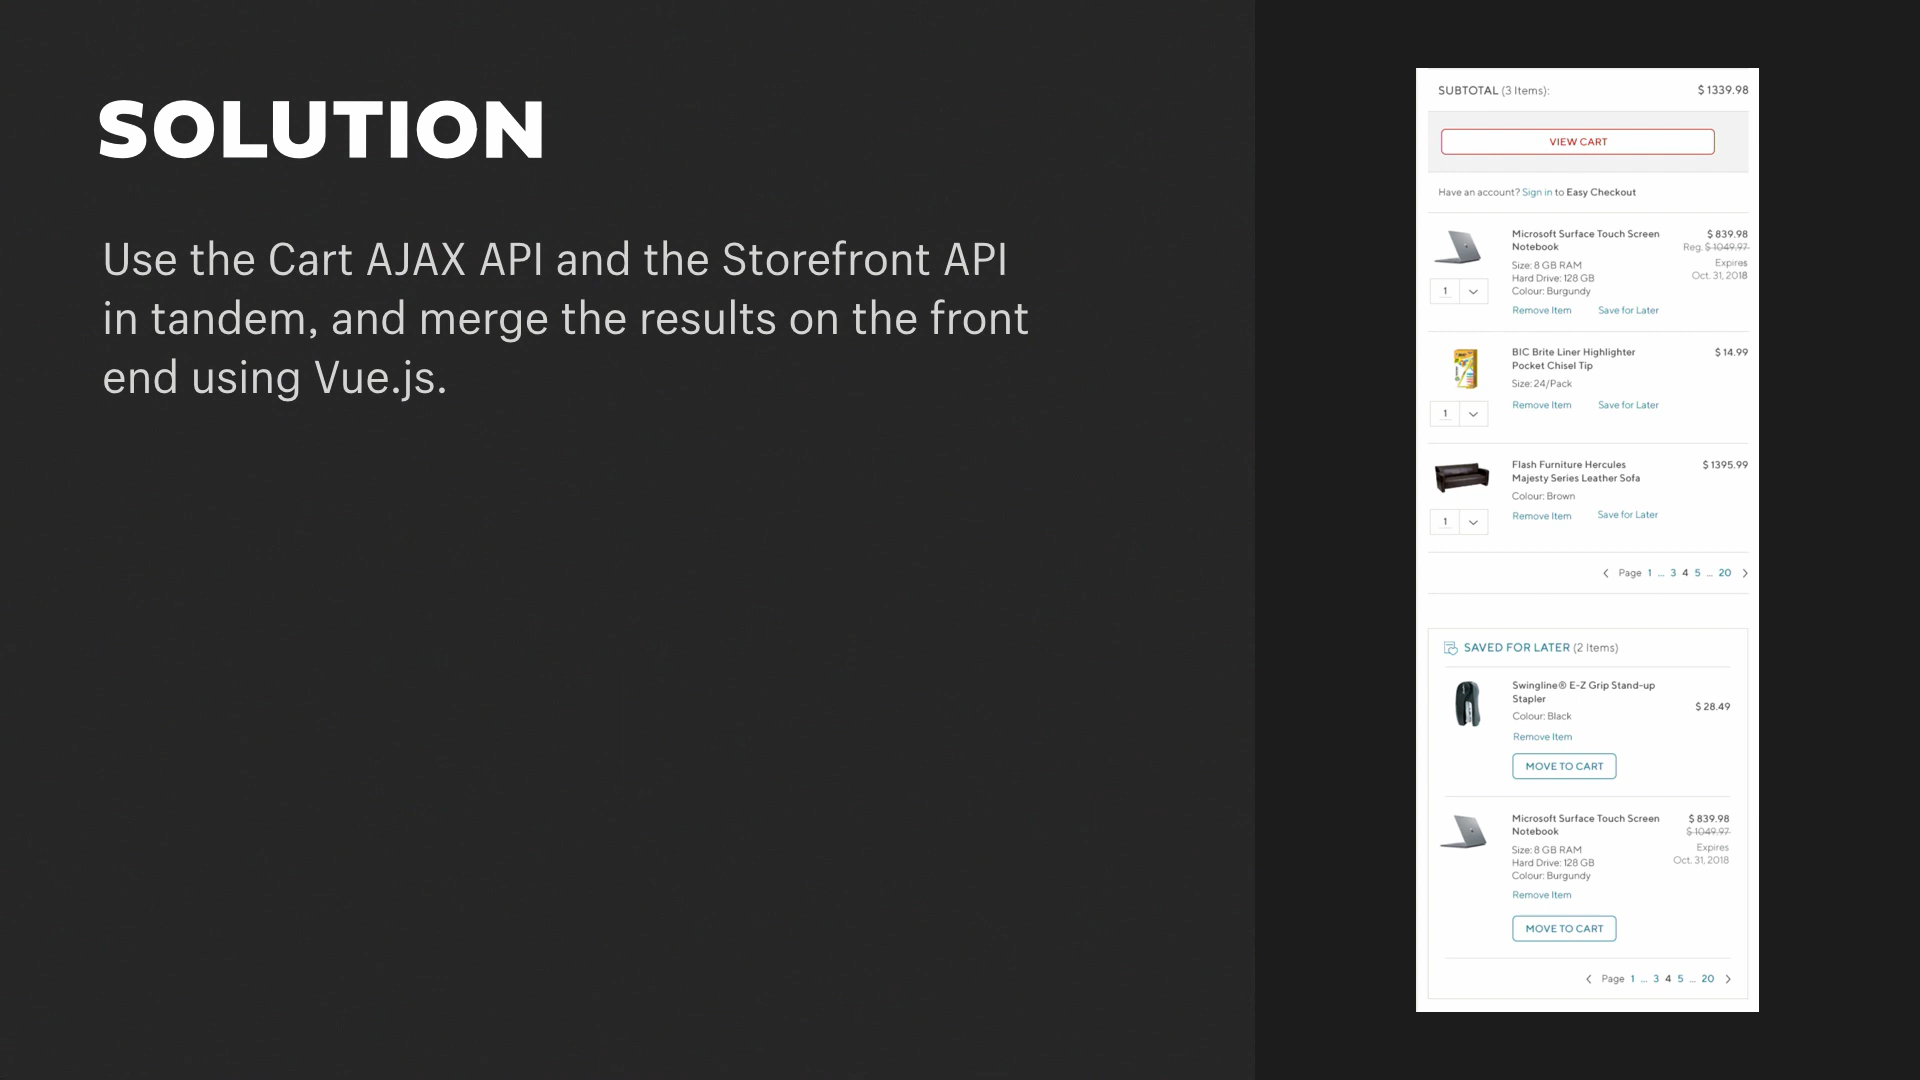 SOLUTION
Use the Cart AJAX API and the Storefront API
in tandem, and merge the results on the front
end using Vue.js.
SUBTOTAL (3 Items): $ 1339.98
VIEW CART
Have an account? Sign in to Easy Checkout
Microsoft Surface Touch Screen $ 839.98
Notebook Reg. $ 1049.97
Size: 8 GB RAM Expires
Hard Drive: 128 GB Oct. 31, 2018
Colour: Burgundy
1
Remove Item Save for Later
BIC Brite Liner Highlighter $ 14.99
Pocket Chisel Tip
Size: 24/Pack
Remove Item Save for Later
1
Flash Furniture Hercules $ 1395.99
Majesty Series Leather Sofa
Colour: Brown
Remove Item Save for Later
1
Page 1 ... 3 4 5 ... 20
SAVED FOR LATER (2 Items)
Swingline® E-Z Grip Stand-up
Stapler
$ 28.49
Colour: Black
Remove Item
MOVE TO CART
Microsoft Surface Touch Screen $ 839.98
Notebook $ 1049.97
Size: 8 GB RAM Expires
Hard Drive: 128 GB Oct. 31, 2018
Colour: Burgundy
Remove Item
MOVE TO CART
Page 1 ... 3 4 5 ... 20